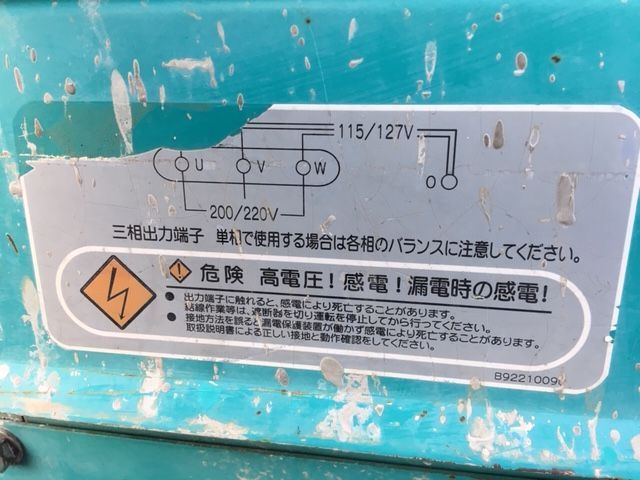 115/127V
U V W O
200/220V
三相出力端子 単相で使用する場合は各相のバランスに注意してください。
危険 高電圧！感電！漏電時の感電！
● 出力端子に触れると、感電により死亡することがあります。
結線作業等は、遮断器を切り運転を停止してから行ってください。
● 接地方法を誤ると漏電保護装置が働かず感電により死亡することがあります。
取扱説明書による正しい接地と動作確認をしてください。
B9221009